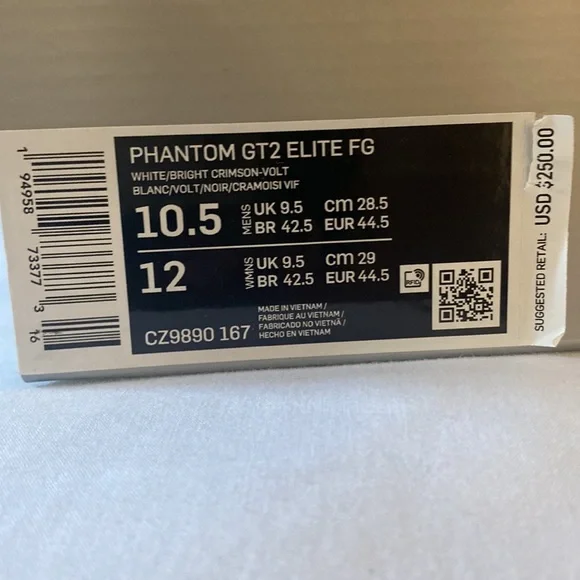 PHANTOM GT2 ELITE FG
WHITE/BRIGHT CRIMSON-VOLT
BLANC/VOLT/NOIR/CRAMOISI VIF
10.5 MENS UK 9.5 cm 28.5
BR 42.5 EUR 44.5
12 WMNS UK 9.5 cm 29
BR 42.5 EUR 44.5
RFID
CZ9890 167
MADE IN VIETNAM /
FABRIQUE AU VIETNAM /
FABRICADO NO VIETNÃ /
HECHO EN VIETNAM
1 94958 73377 3
SUGGESTED RETAIL: USD $250.00